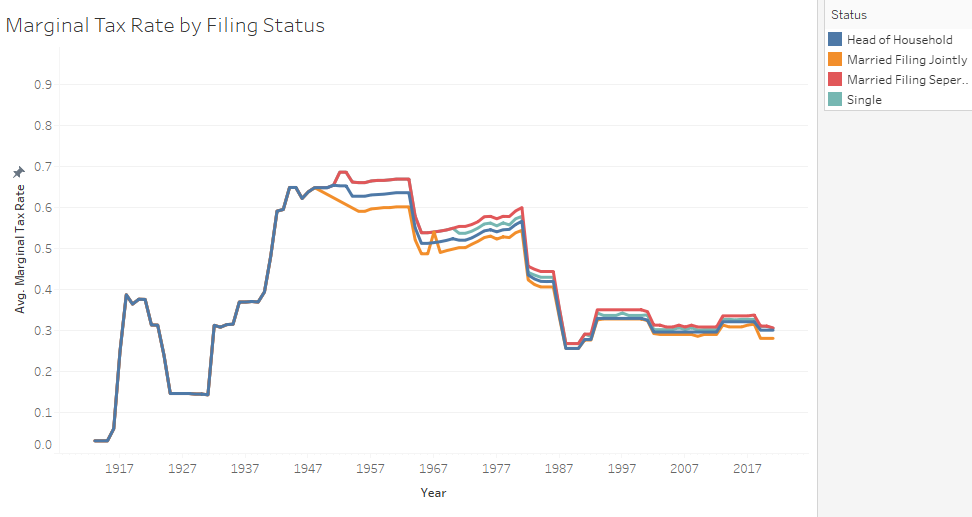 Marginal Tax Rate by Filing Status
Avg. Marginal Tax Rate
0.9
0.8
0.7
0.6
0.5
0.4
0.3
0.2
0.1
0.0
1917 1927 1937 1947 1957 1967 1977 1987 1997 2007 2017
Year
Status
Head of Household
Married Filing Jointly
Married Filing Seper..
Single